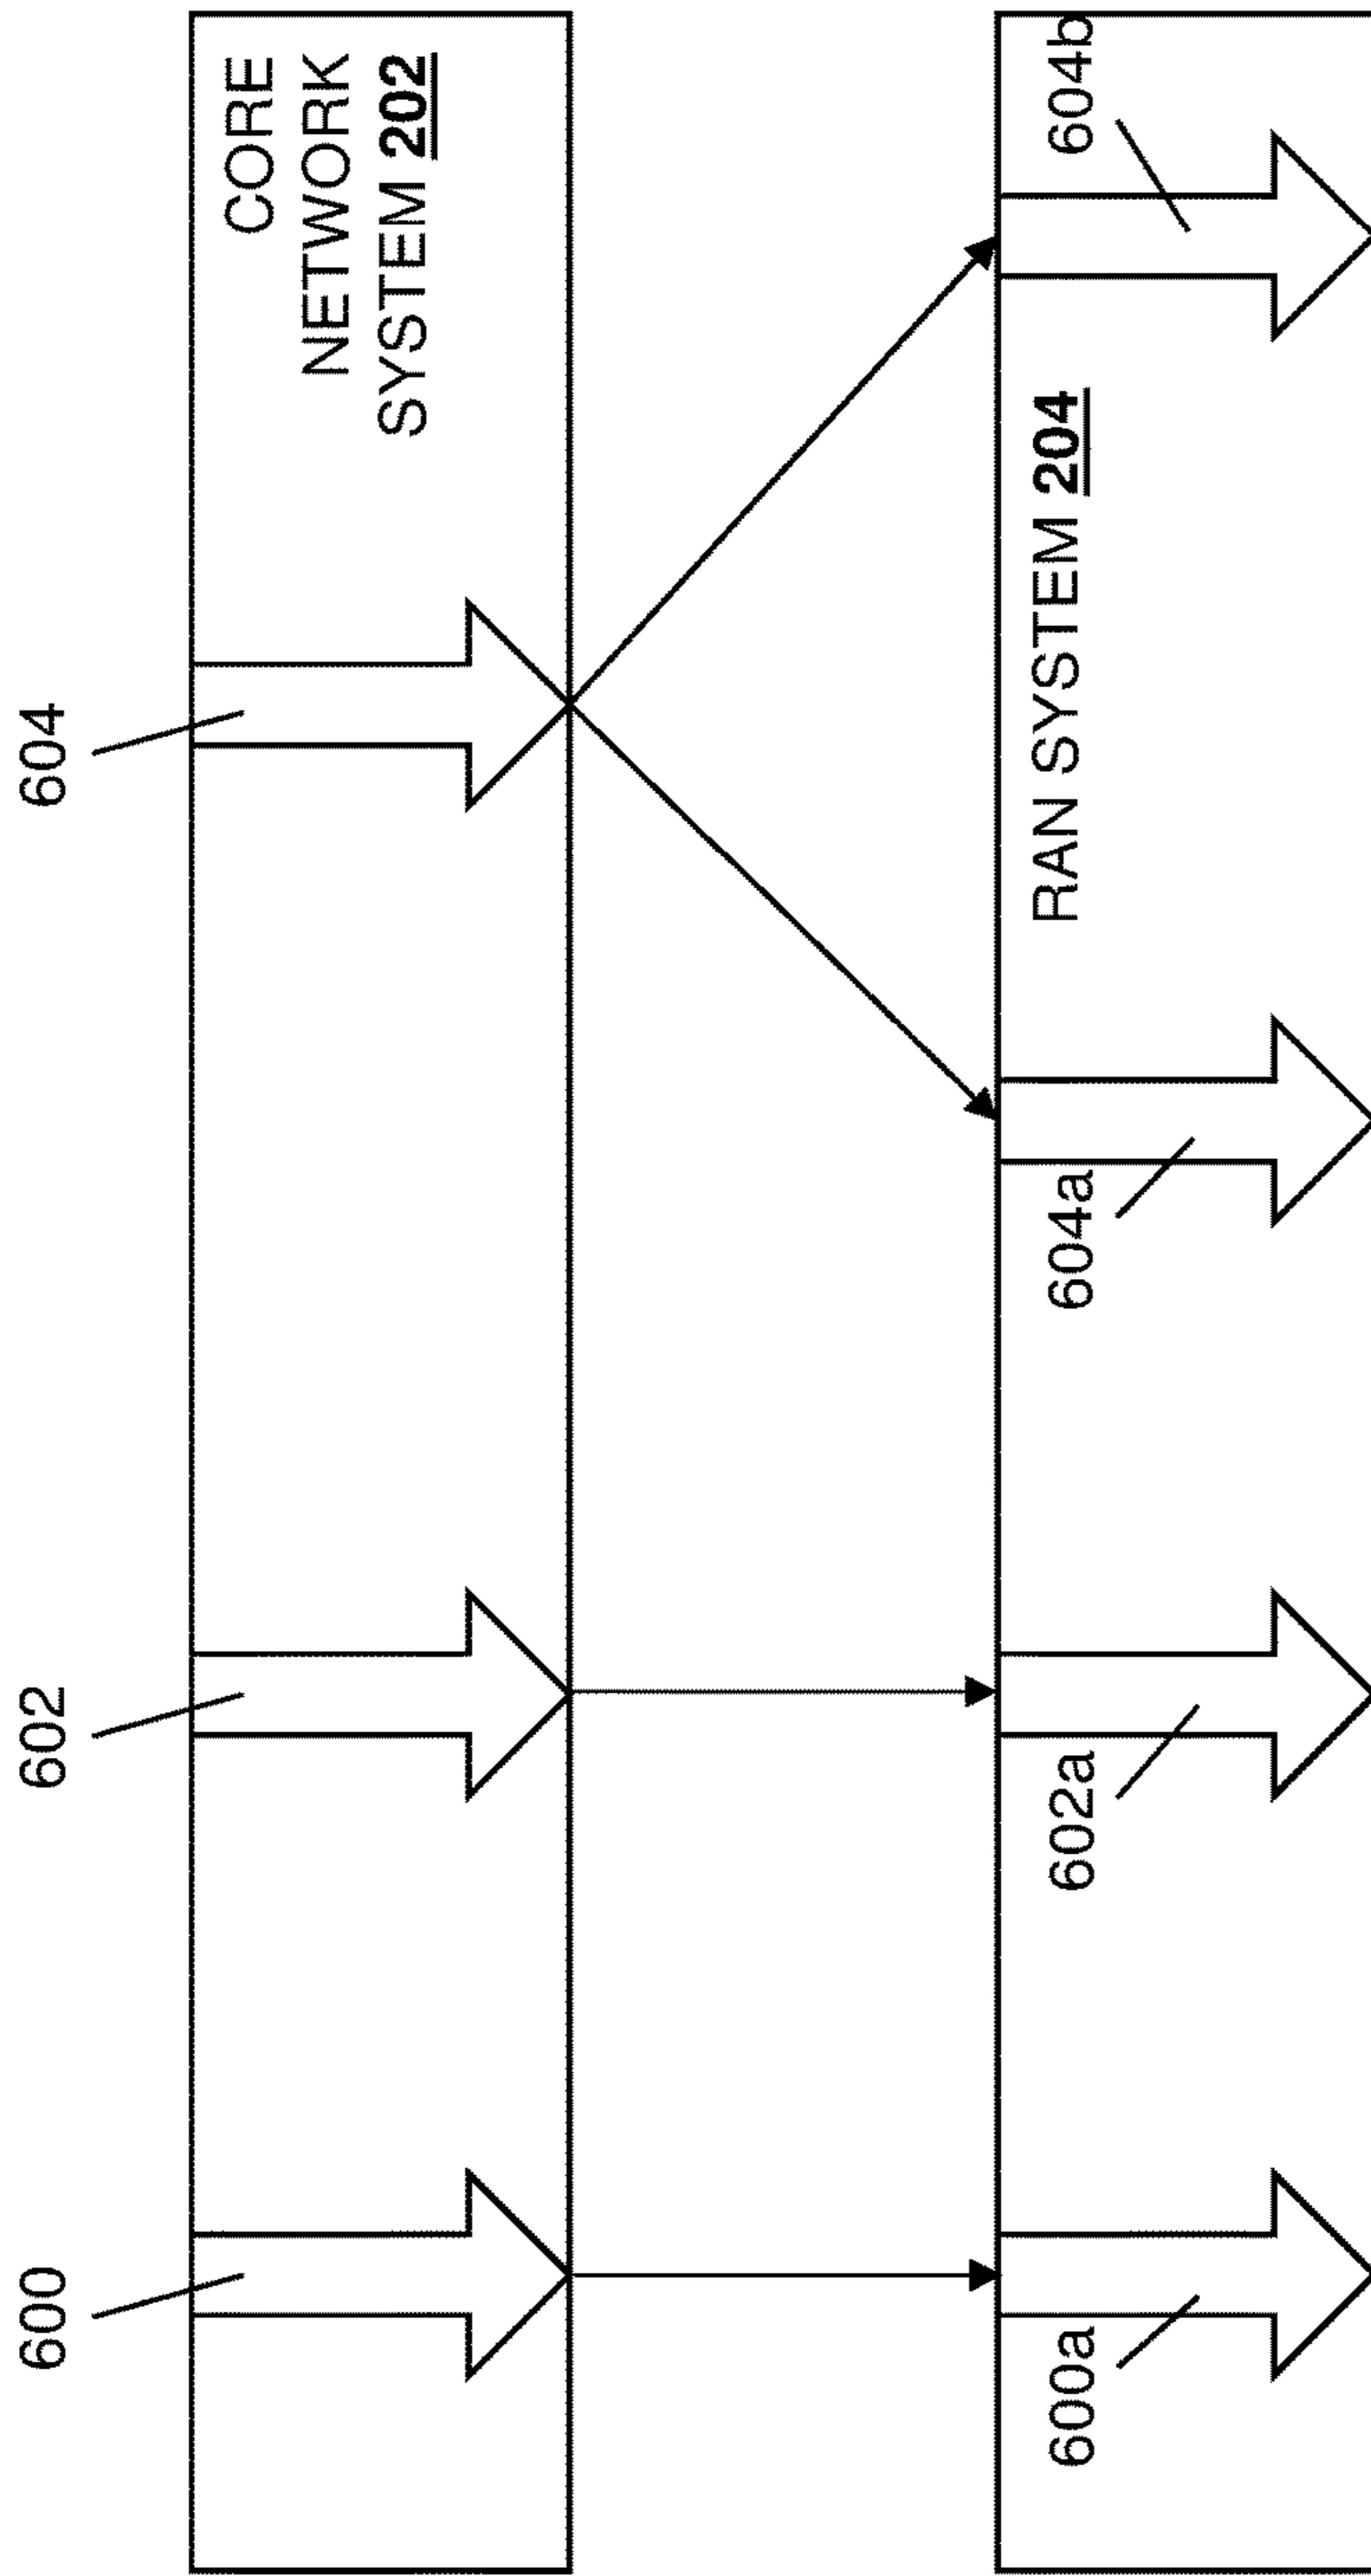 600
602
604
CORE
NETWORK
SYSTEM 202
600a
602a
604a
RAN SYSTEM 204
604b